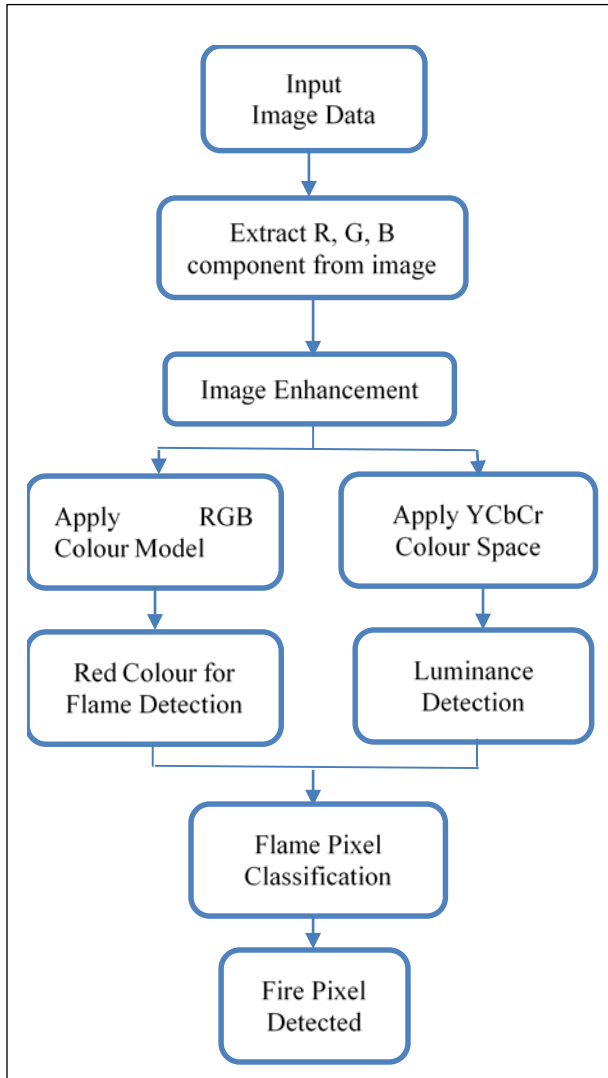 Input
Image Data
Extract R, G, B
component from image
Image Enhancement
Apply RGB
Colour Model
Apply YCbCr
Colour Space
Red Colour for
Flame Detection
Luminance
Detection
Flame Pixel
Classification
Fire Pixel
Detected